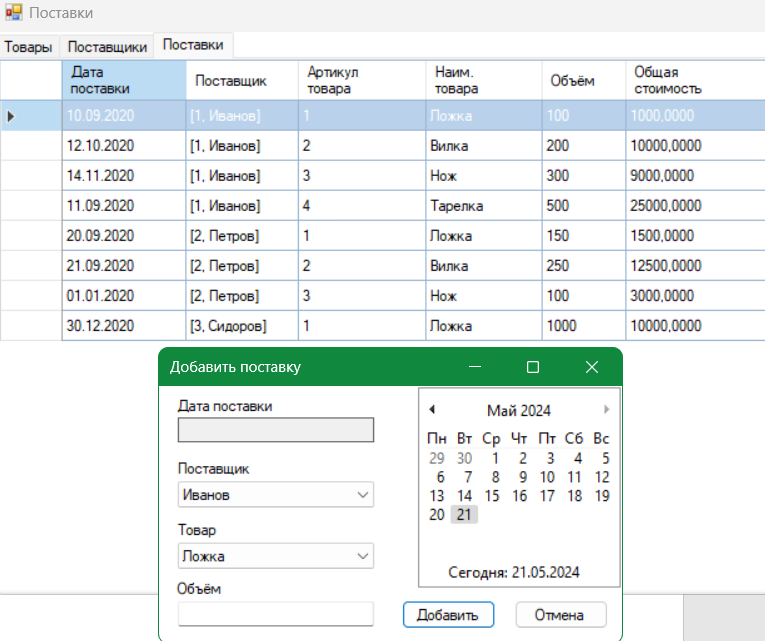 Поставки
Товары Поставщики Поставки
Дата поставки Поставщик Артикул товара Наим. товара Объём Общая стоимость
10.09.2020 [1, Иванов] 1 Ложка 100 1000,0000
12.10.2020 [1, Иванов] 2 Вилка 200 10000,0000
14.11.2020 [1, Иванов] 3 Нож 300 9000,0000
11.09.2020 [1, Иванов] 4 Тарелка 500 25000,0000
20.09.2020 [2, Петров] 1 Ложка 150 1500,0000
21.09.2020 [2, Петров] 2 Вилка 250 12500,0000
01.01.2020 [2, Петров] 3 Нож 100 3000,0000
30.12.2020 [3, Сидоров] 1 Ложка 1000 10000,0000
Добавить поставку
Дата поставки
Поставщик
Иванов
Товар
Ложка
Объём
Май 2024
Пн Вт Ср Чт Пт Сб Вс
29 30 1 2 3 4 5
6 7 8 9 10 11 12
13 14 15 16 17 18 19
20 21
Сегодня: 21.05.2024
Добавить Отмена